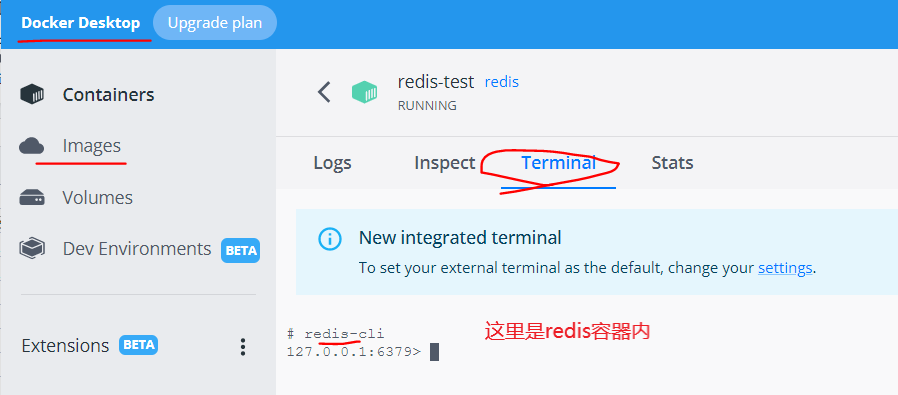 Docker Desktop Upgrade plan
Containers
Images
Volumes
Dev Environments BETA
Extensions BETA
redis-test redis
RUNNING
Logs Inspect Terminal Stats
New integrated terminal
To set your external terminal as the default, change your settings.
# redis-cli
127.0.0.1:6379>
这里是redis容器内